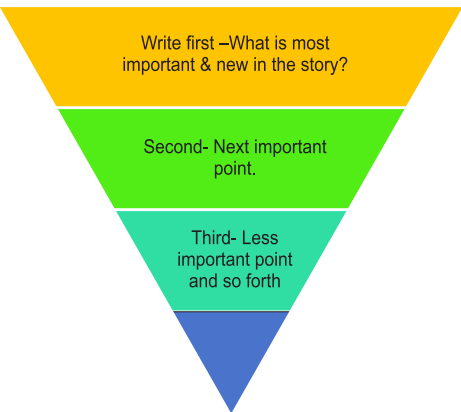 Write first –What is most
important & new in the story?
Second- Next important
point.
Third- Less
important point
and so forth